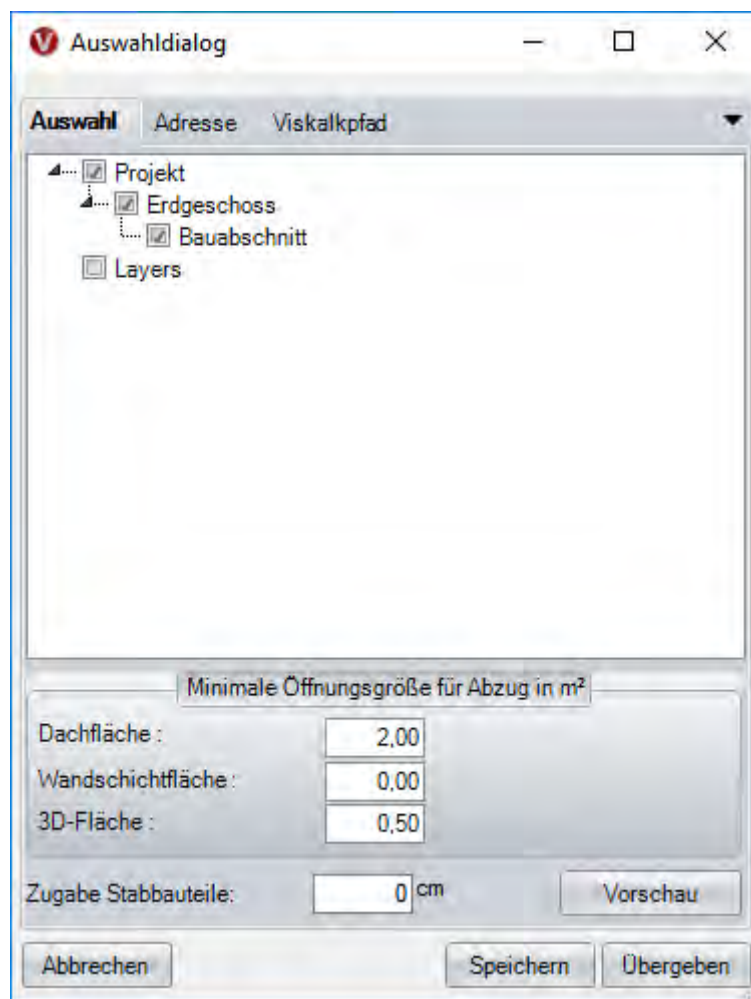 Auswahldialog
Auswahl Adresse Viskalkpfad
Projekt
Erdgeschoss
Bauabschnitt
Layers
Minimale Öffnungsgröße für Abzug in m²
Dachfläche : 2,00
Wandschichtfläche : 0,00
3D-Fläche : 0,50
Zugabe Stabbauteile: 0 cm Vorschau
Abbrechen Speichern Übergeben